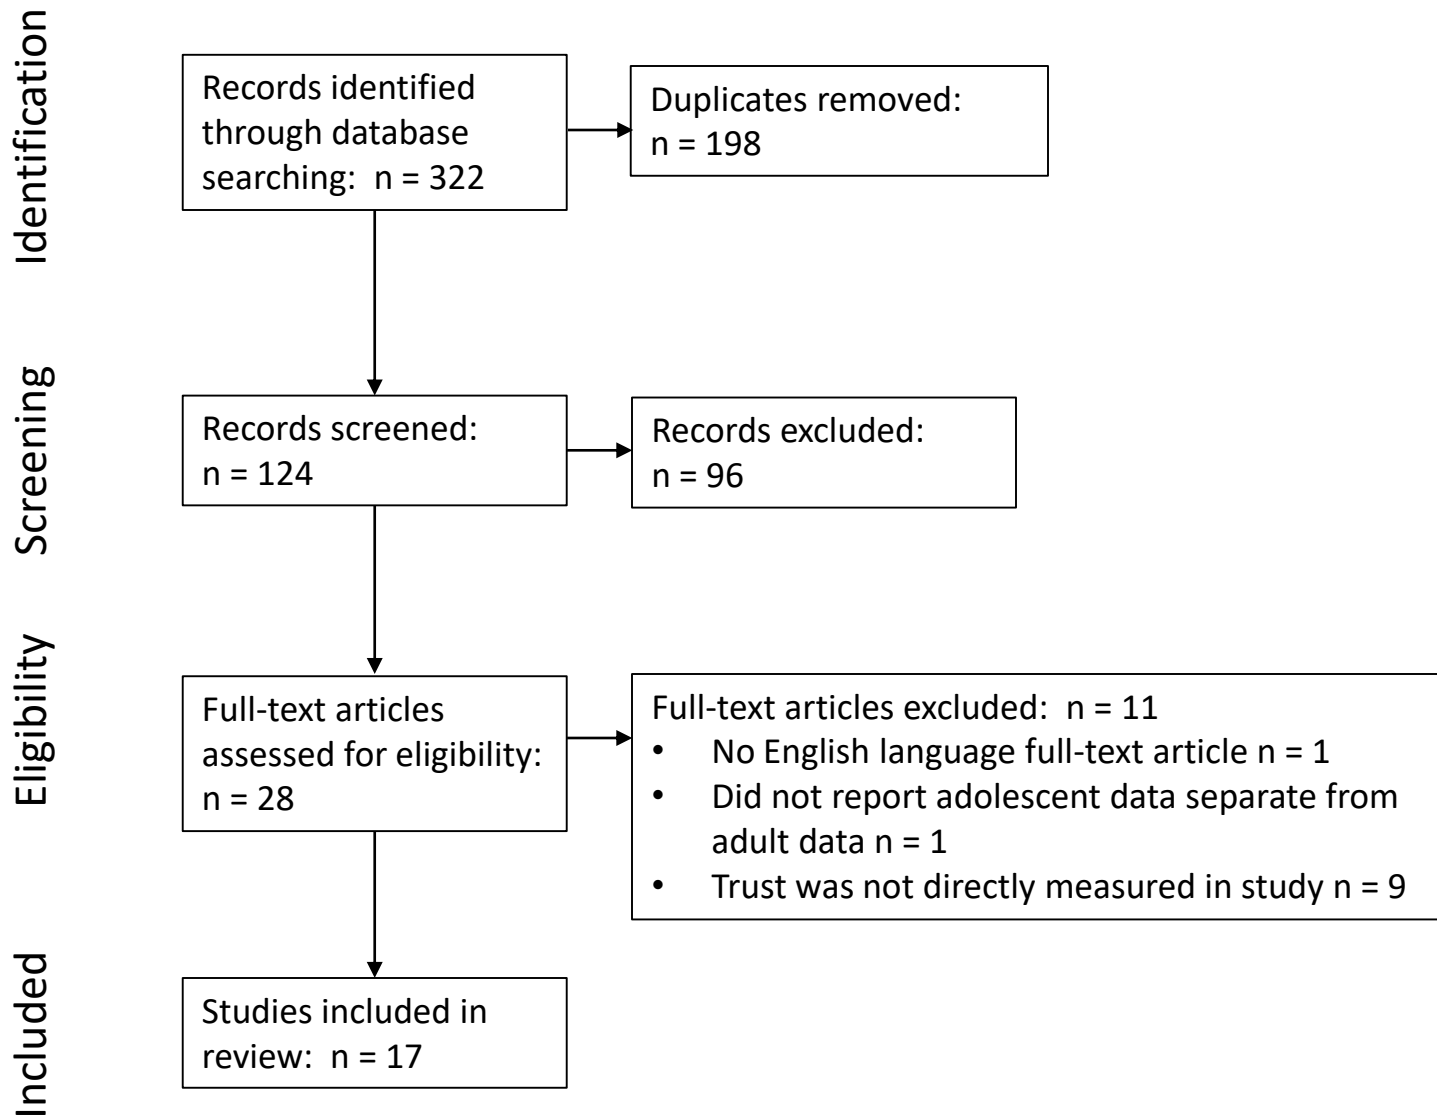 Identification
Records identified
through database
searching:  n = 322
Duplicates removed:
n = 198
Screening
Records screened:
n = 124
Records excluded:
n = 96
Eligibility
Full-text articles
assessed for eligibility:
n = 28
Full-text articles excluded:  n = 11
• No English language full-text article n = 1
• Did not report adolescent data separate from
adult data n = 1
• Trust was not directly measured in study n = 9
Included
Studies included in
review:  n = 17